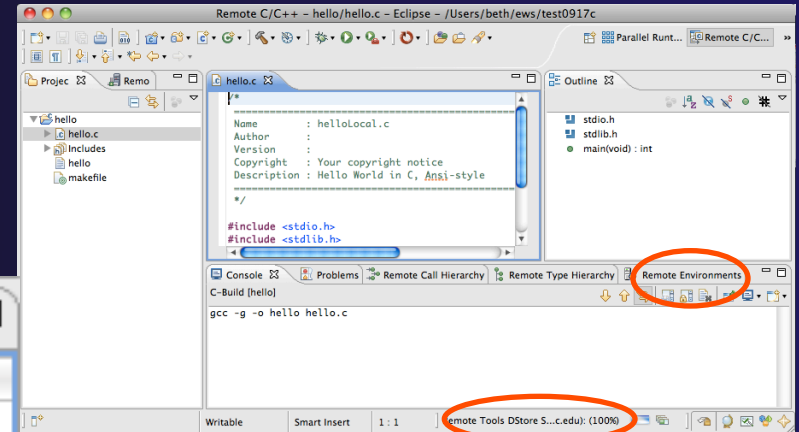 Remote C/C++ - hello/hello.c - Eclipse - /Users/beth/ews/test0917c
Parallel Runt... Remote C/C... »
Projec Remo
hello
hello.c
Includes
hello
makefile
hello.c
/*
============================================
Name : helloLocal.c
Author :
Version :
Copyright : Your copyright notice
Description : Hello World in C, Ansi-style
============================================
*/
#include <stdio.h>
#include <stdlib.h>
Outline
stdio.h
stdlib.h
main(void) : int
Console Problems Remote Call Hierarchy Remote Type Hierarchy Remote Environments
C-Build [hello]
gcc -g -o hello hello.c
Writable Smart Insert 1 : 1 emote Tools DStore S...c.edu): (100%)